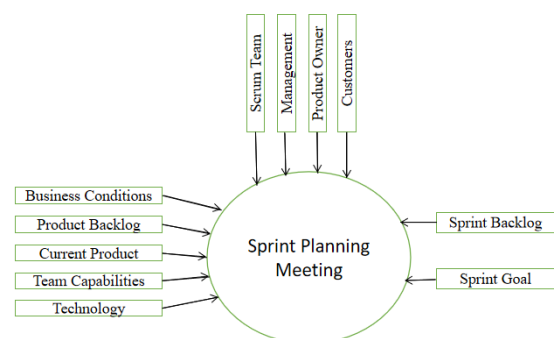 Scrum Team
Management
Product Owner
Customers
Business Conditions
Product Backlog
Current Product
Team Capabilities
Technology
Sprint Planning
Meeting
Sprint Backlog
Sprint Goal